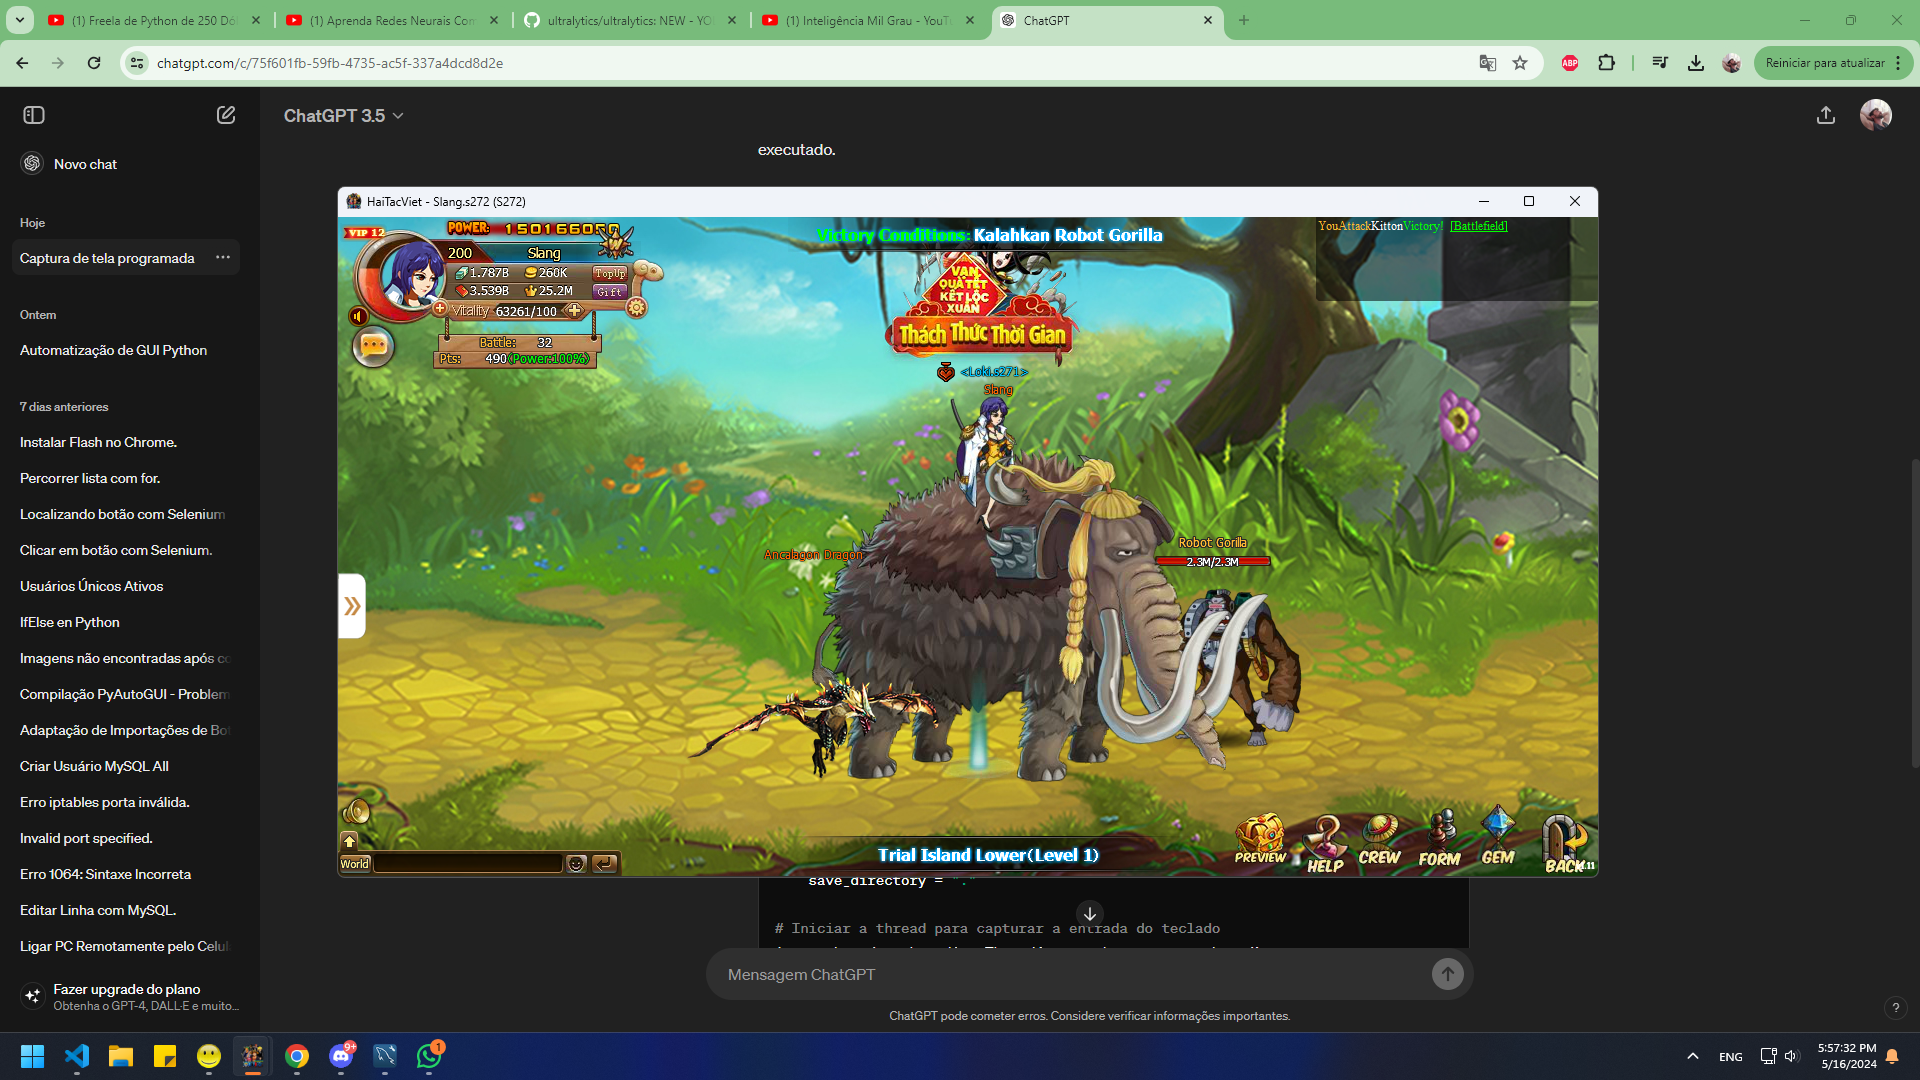 (1) Freela de Python de 250 Dó
(1) Aprenda Redes Neurais Com
ultralytics/ultralytics: NEW - YO
(1) Inteligência Mil Grau - YouTu
ChatGPT
chatgpt.com/c/75f601fb-59fb-4735-ac5f-337a4dcd8d2e
ABP
Reiniciar para atualizar
ChatGPT 3.5
Novo chat
Hoje
Captura de tela programada
Ontem
Automatização de GUI Python
7 dias anteriores
Instalar Flash no Chrome.
Percorrer lista com for.
Localizando botão com Selenium
Clicar em botão com Selenium.
Usuários Únicos Ativos
IfElse en Python
Imagens não encontradas após co
Compilação PyAutoGUI - Problem
Adaptação de Importações de Bot
Criar Usuário MySQL All
Erro iptables porta inválida.
Invalid port specified.
Erro 1064: Sintaxe Incorreta
Editar Linha com MySQL.
Ligar PC Remotamente pelo Celul
Fazer upgrade do plano
Obtenha o GPT-4, DALL·E e muito...
executado.
HaiTacViet - Slang.s272 (S272)
VIP 12
POWER: 150166050
200 Slang
1.787B 260K TopUp
3.539B 25.2M Gift
Vitality 63261/100
Battle: 32
Pts: 490(Power:100%)
Victory Conditions: Kalahkan Robot Gorilla
YouAttackKittonVictory! [Battlefield]
VẠN
QUÀ TẾT
KẾT LỘC
XUÂN
Thách Thức Thời Gian
<Loki.s271>
Slang
Ancalagon Dragon
Robot Gorilla
2.3M/2.3M
World
Trial Island Lower(Level 1)
PREVIEW
HELP
CREW
FORM
GEM
BACK
save_directory = "."
# Iniciar a thread para capturar a entrada do teclado
Mensagem ChatGPT
ChatGPT pode cometer erros. Considere verificar informações importantes.
?
9+
1
ENG
5:57:32 PM
5/16/2024